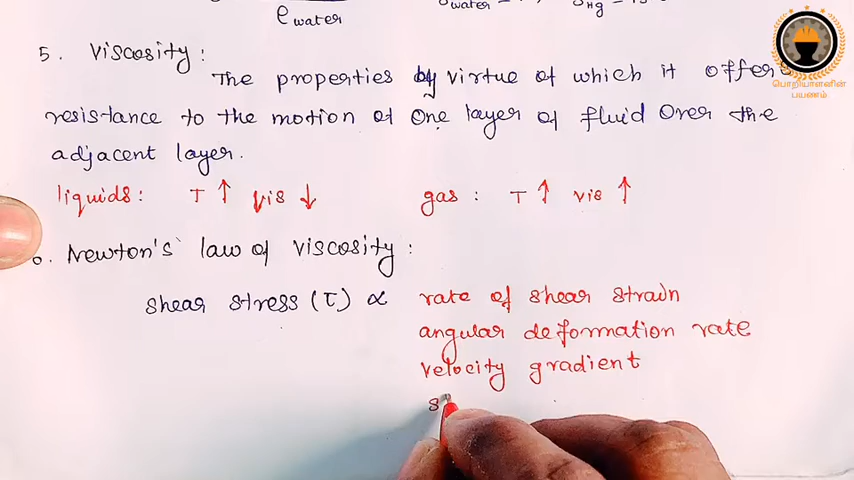 ρwater
5. Viscosity:
பொறியாளனின்
பயணம்
The properties by virtue of which it offers
resistance to the motion of one layer of fluid over the
adjacent layer.
liquids: T ↑ vis ↓ gas : T ↑ vis ↑
o. Newton's law of viscosity :
shear stress (τ) ∝ rate of shear strain
angular deformation rate
velocity gradient
s